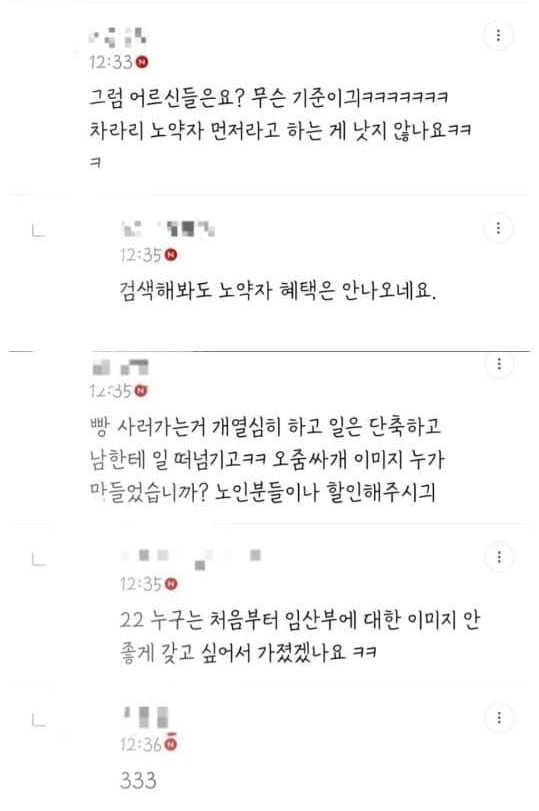 12:33 N
그럼 어르신들은요? 무슨 기준이긔ㅋㅋㅋㅋㅋㅋㅋ
차라리 노약자 먼저라고 하는 게 낫지 않나요ㅋㅋ
ㅋ
12:35 N
검색해봐도 노약자 혜택은 안나오네요.
12:35 N
빵 사러가는거 개열심히 하고 일은 단축하고
남한테 일 떠넘기고ㅋㅋ 오줌싸개 이미지 누가
만들었습니까? 노인분들이나 할인해주시긔
12:35 N
22 누구는 처음부터 임산부에 대한 이미지 안
좋게 갖고 싶어서 가졌겠나요 ㅋㅋ
12:36 N
333